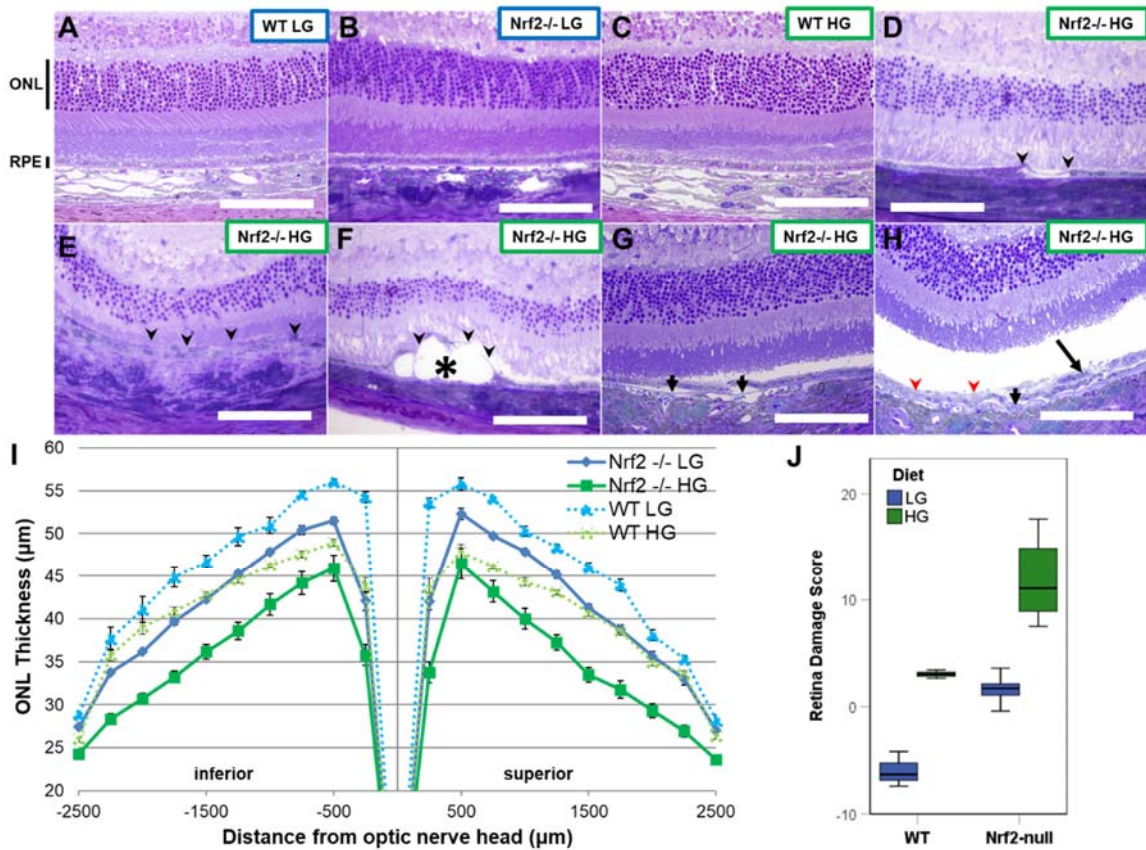 A WT LG
B Nrf2-/- LG
C WT HG
D Nrf2-/- HG
ONL
RPE
E Nrf2-/- HG
F Nrf2-/- HG
G Nrf2-/- HG
H Nrf2-/- HG
*
I
60
55
50
45
40
35
30
25
20
ONL Thickness (µm)
Nrf2 -/- LG
Nrf2 -/- HG
WT LG
WT HG
inferior
superior
-2500
-1500
-500
500
1500
2500
Distance from optic nerve head (µm)
J
Diet
LG
HG
20
10
0
-10
Retina Damage Score
WT
Nrf2-null